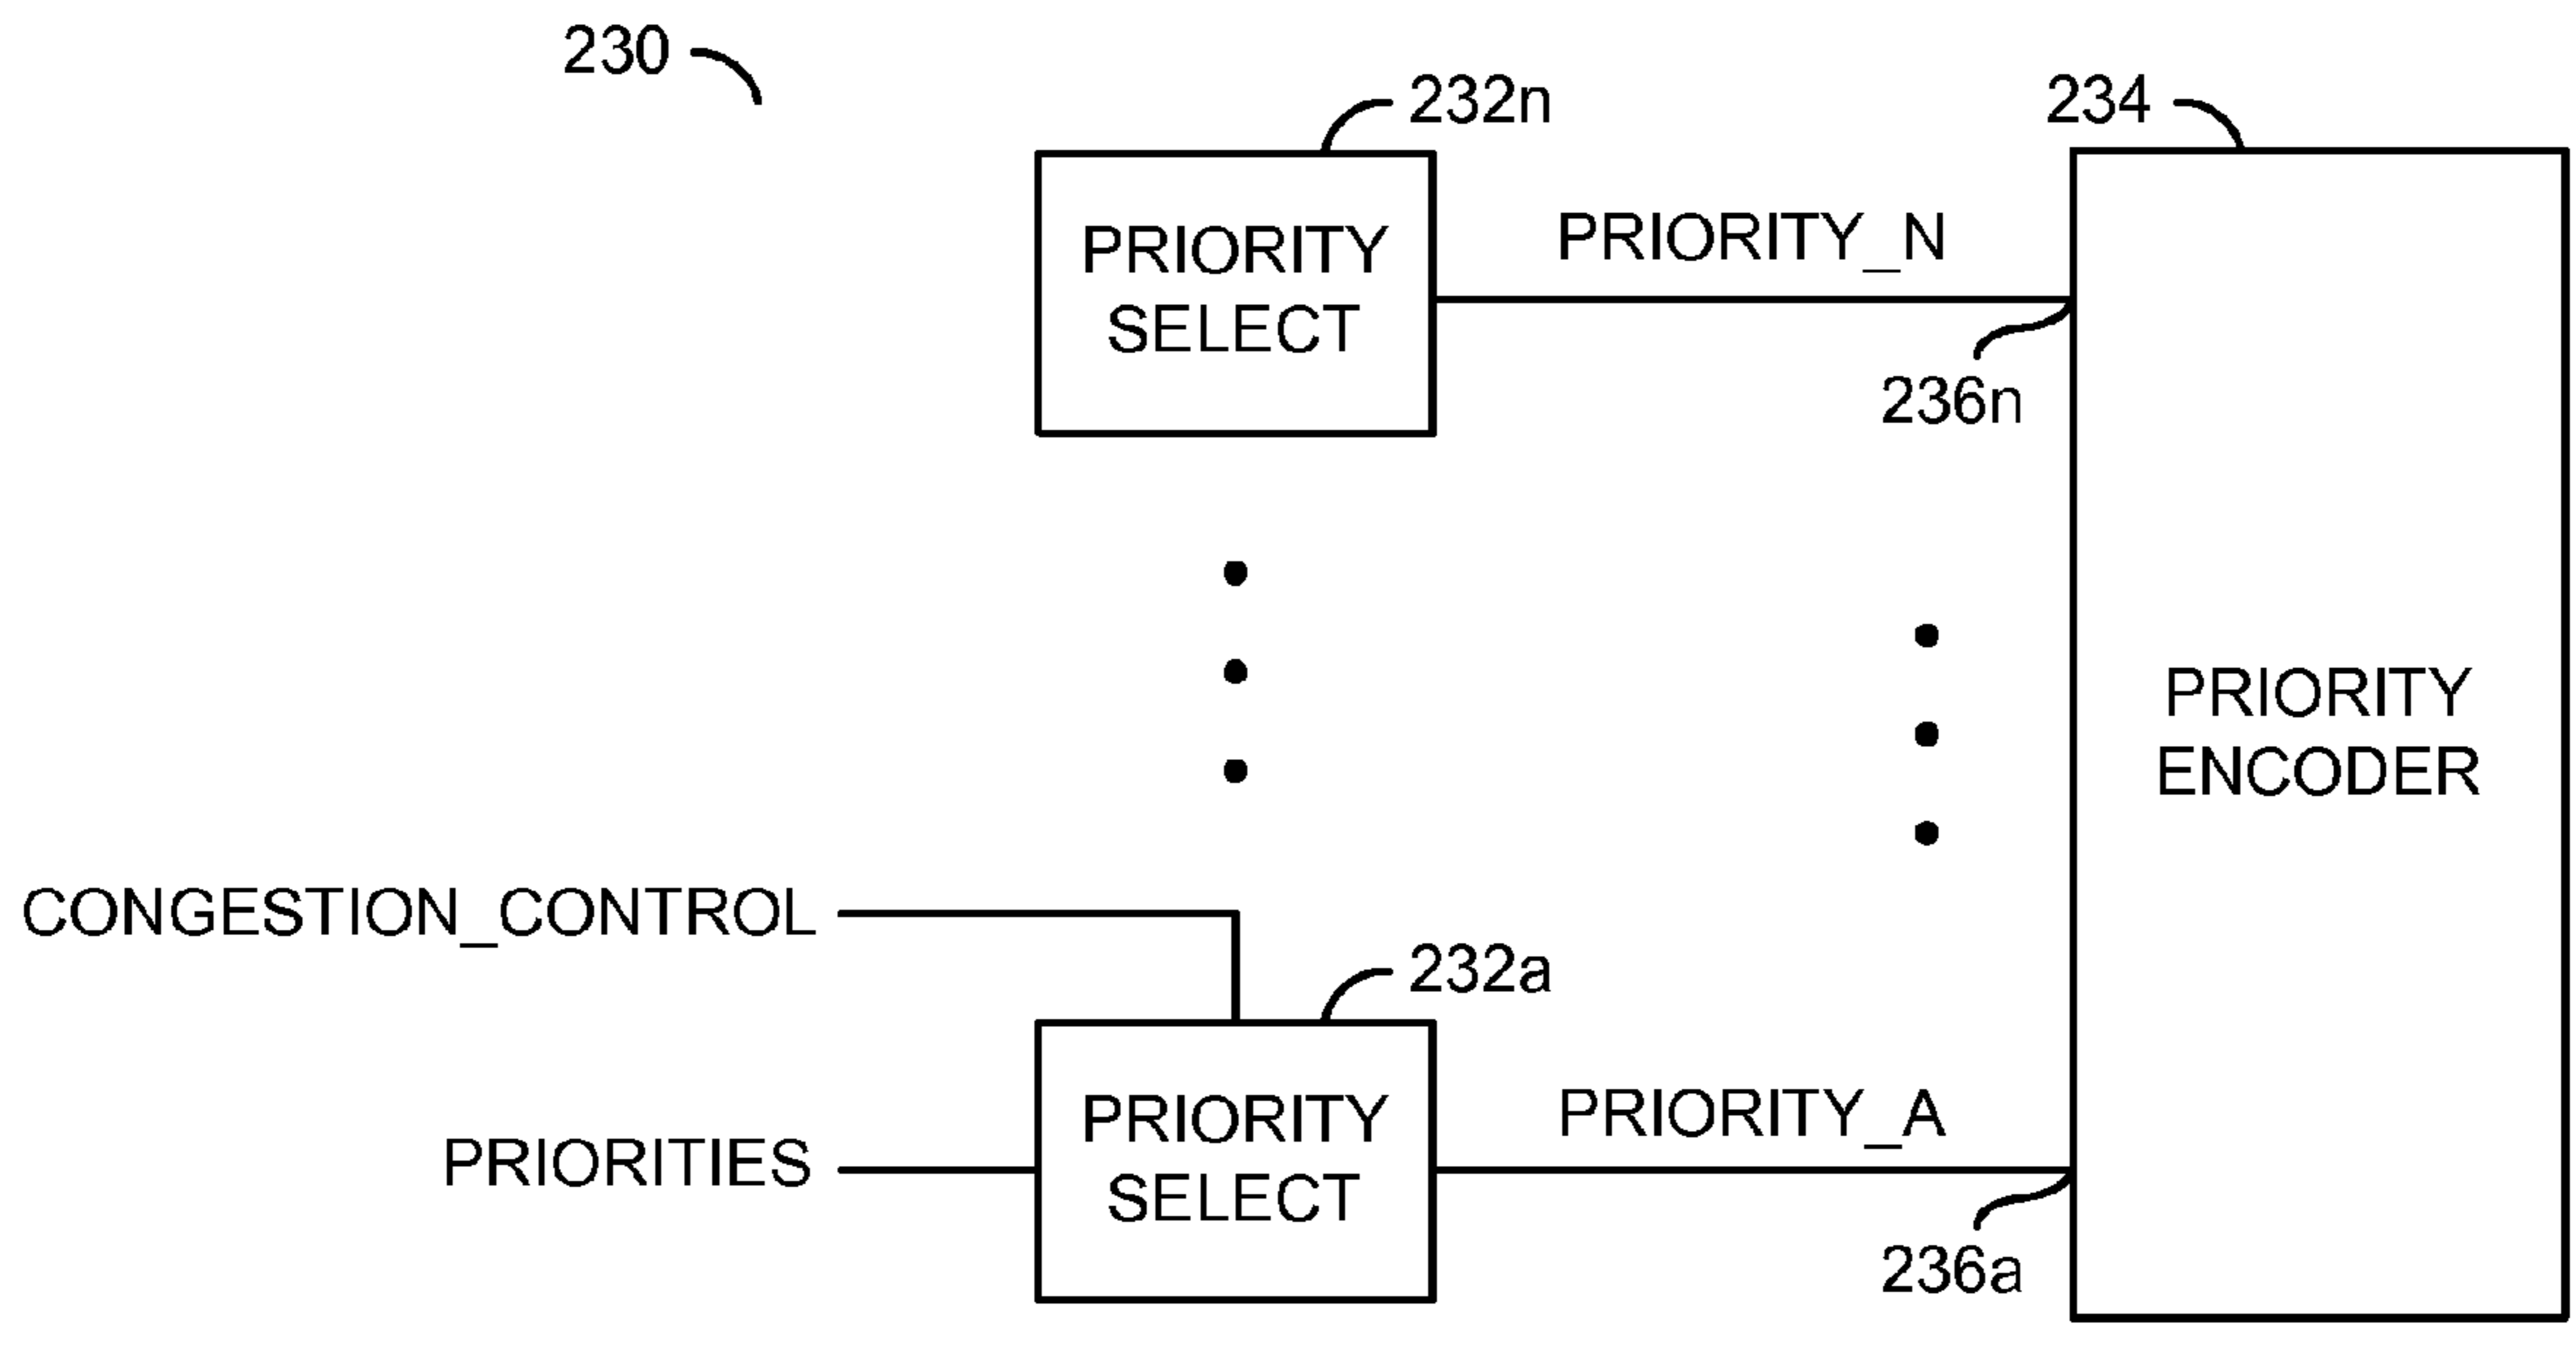 230
232n
234
PRIORITY
SELECT
PRIORITY_N
236n
PRIORITY
ENCODER
CONGESTION_CONTROL
232a
PRIORITIES
PRIORITY
SELECT
PRIORITY_A
236a